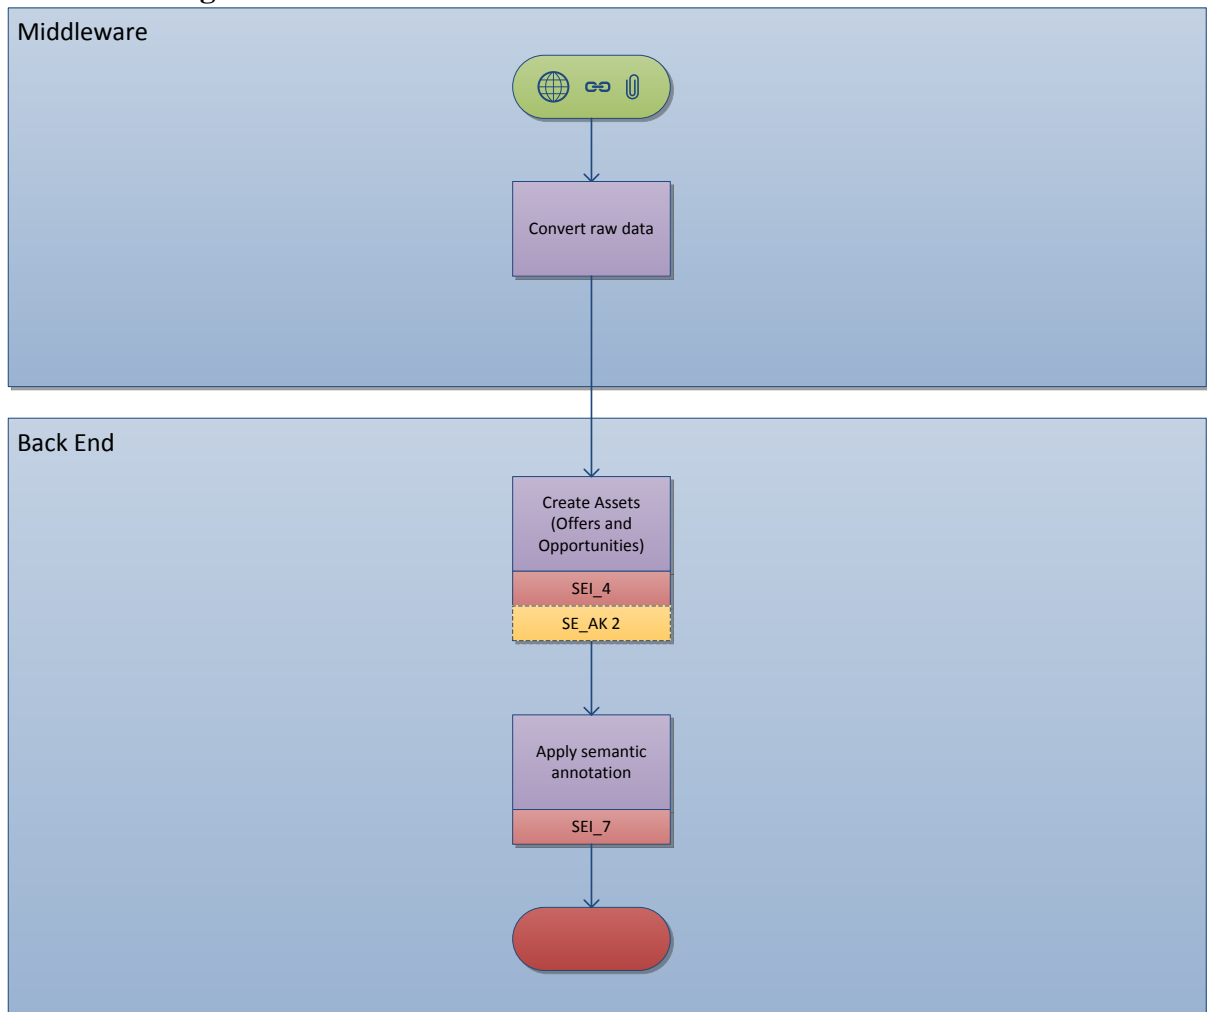 Middleware
Convert raw data
Back End
Create Assets
(Offers and
Opportunities)
SEI_4
SE_AK 2
Apply semantic
annotation
SEI_7